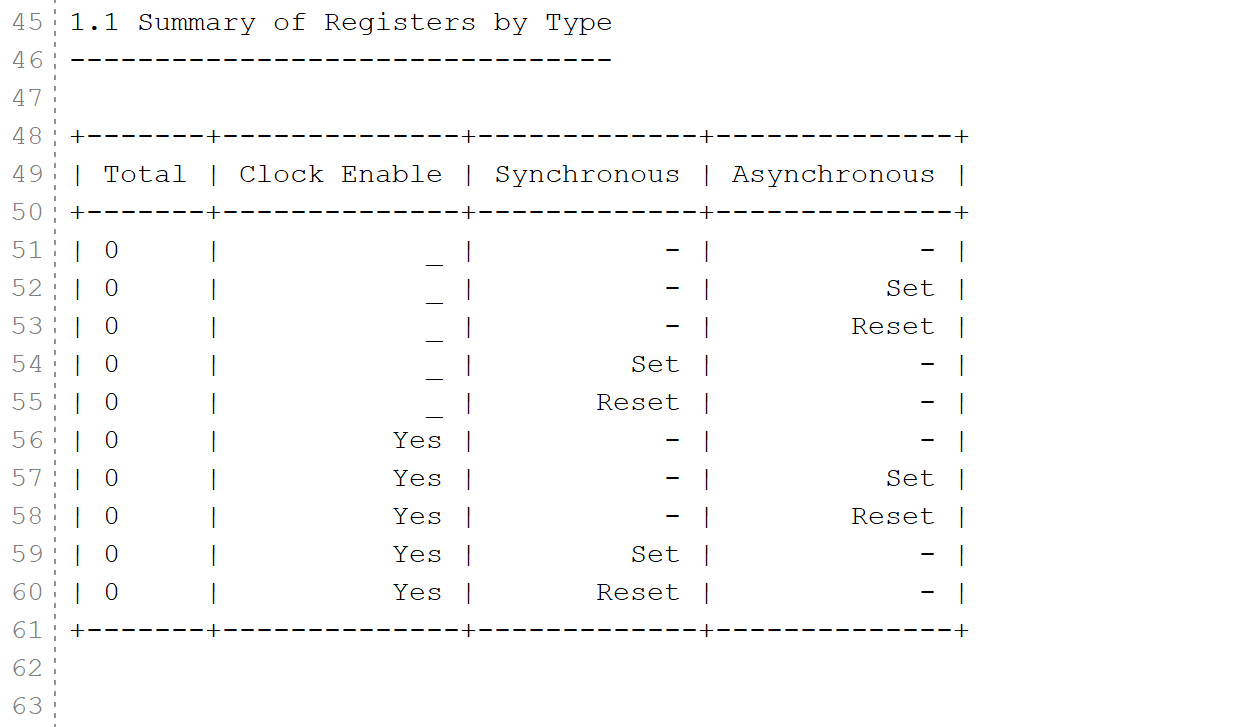 45 1.1 Summary of Registers by Type
46 --------------------------------
47
48 +-------+--------------+-------------+--------------+
49 | Total | Clock Enable | Synchronous | Asynchronous |
50 +-------+--------------+-------------+--------------+
51 | 0     |            _ |           - |            - |
52 | 0     |            _ |           - |          Set |
53 | 0     |            _ |           - |        Reset |
54 | 0     |            _ |         Set |            - |
55 | 0     |            _ |       Reset |            - |
56 | 0     |          Yes |           - |            - |
57 | 0     |          Yes |           - |          Set |
58 | 0     |          Yes |           - |        Reset |
59 | 0     |          Yes |         Set |            - |
60 | 0     |          Yes |       Reset |            - |
61 +-------+--------------+-------------+--------------+
62
63